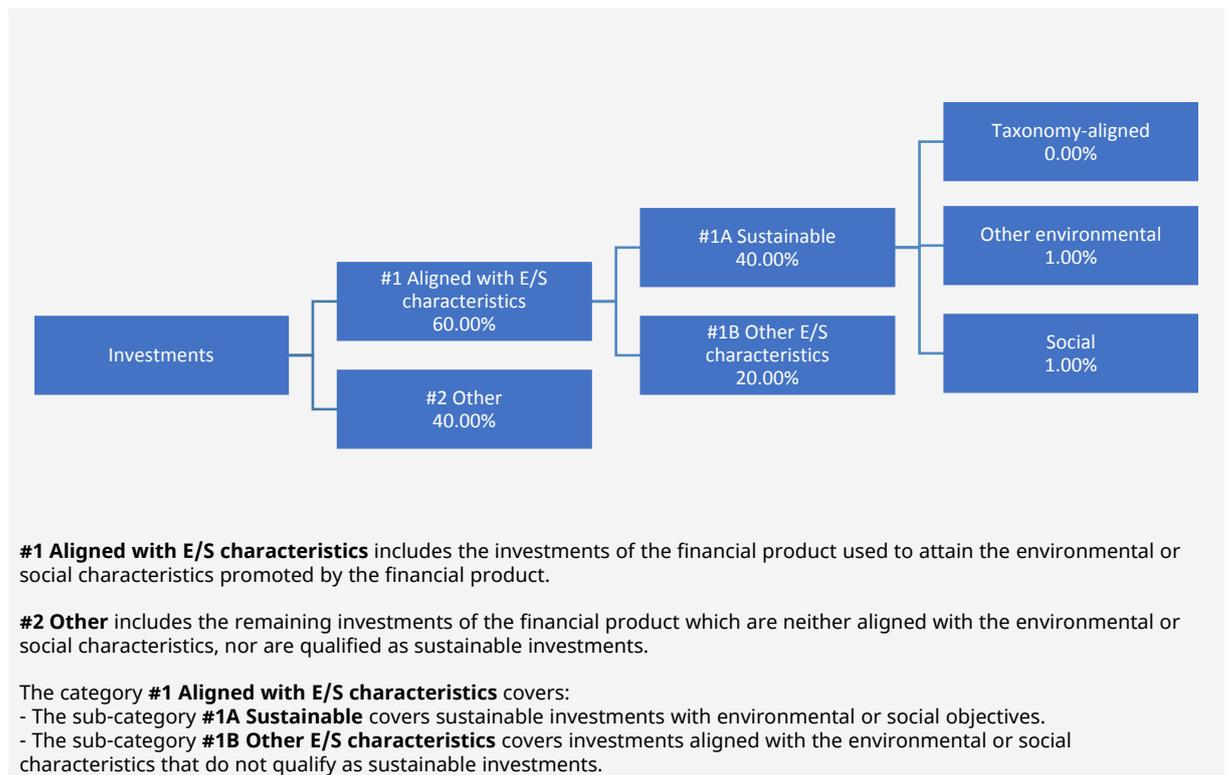 Taxonomy-aligned
0.00%
#1A Sustainable
40.00%
Other environmental
1.00%
#1 Aligned with E/S
characteristics
60.00%
Investments
#1B Other E/S
characteristics
20.00%
Social
1.00%
#2 Other
40.00%
#1 Aligned with E/S characteristics includes the investments of the financial product used to attain the environmental or
social characteristics promoted by the financial product.
#2 Other includes the remaining investments of the financial product which are neither aligned with the environmental or
social characteristics, nor are qualified as sustainable investments.
The category #1 Aligned with E/S characteristics covers:
- The sub-category #1A Sustainable covers sustainable investments with environmental or social objectives.
- The sub-category #1B Other E/S characteristics covers investments aligned with the environmental or social
characteristics that do not qualify as sustainable investments.